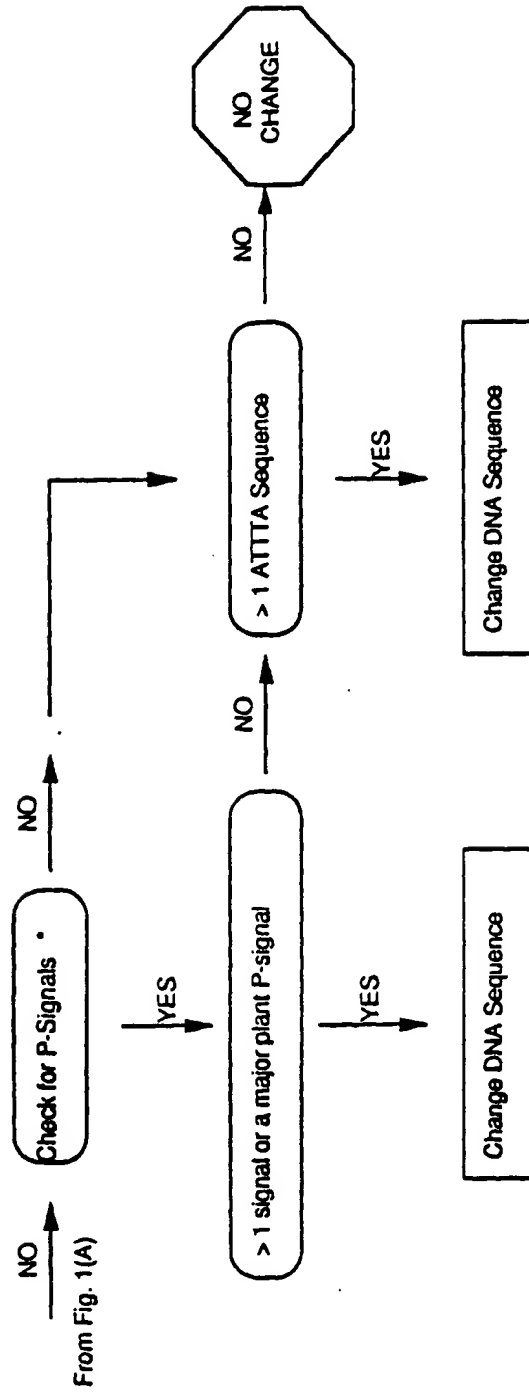 NO
From Fig. 1(A)
Check for P-Signals *
NO
YES
> 1 signal or a major plant P-signal
NO
> 1 ATTTA Sequence
NO
NO
CHANGE
YES
Change DNA Sequence
YES
Change DNA Sequence